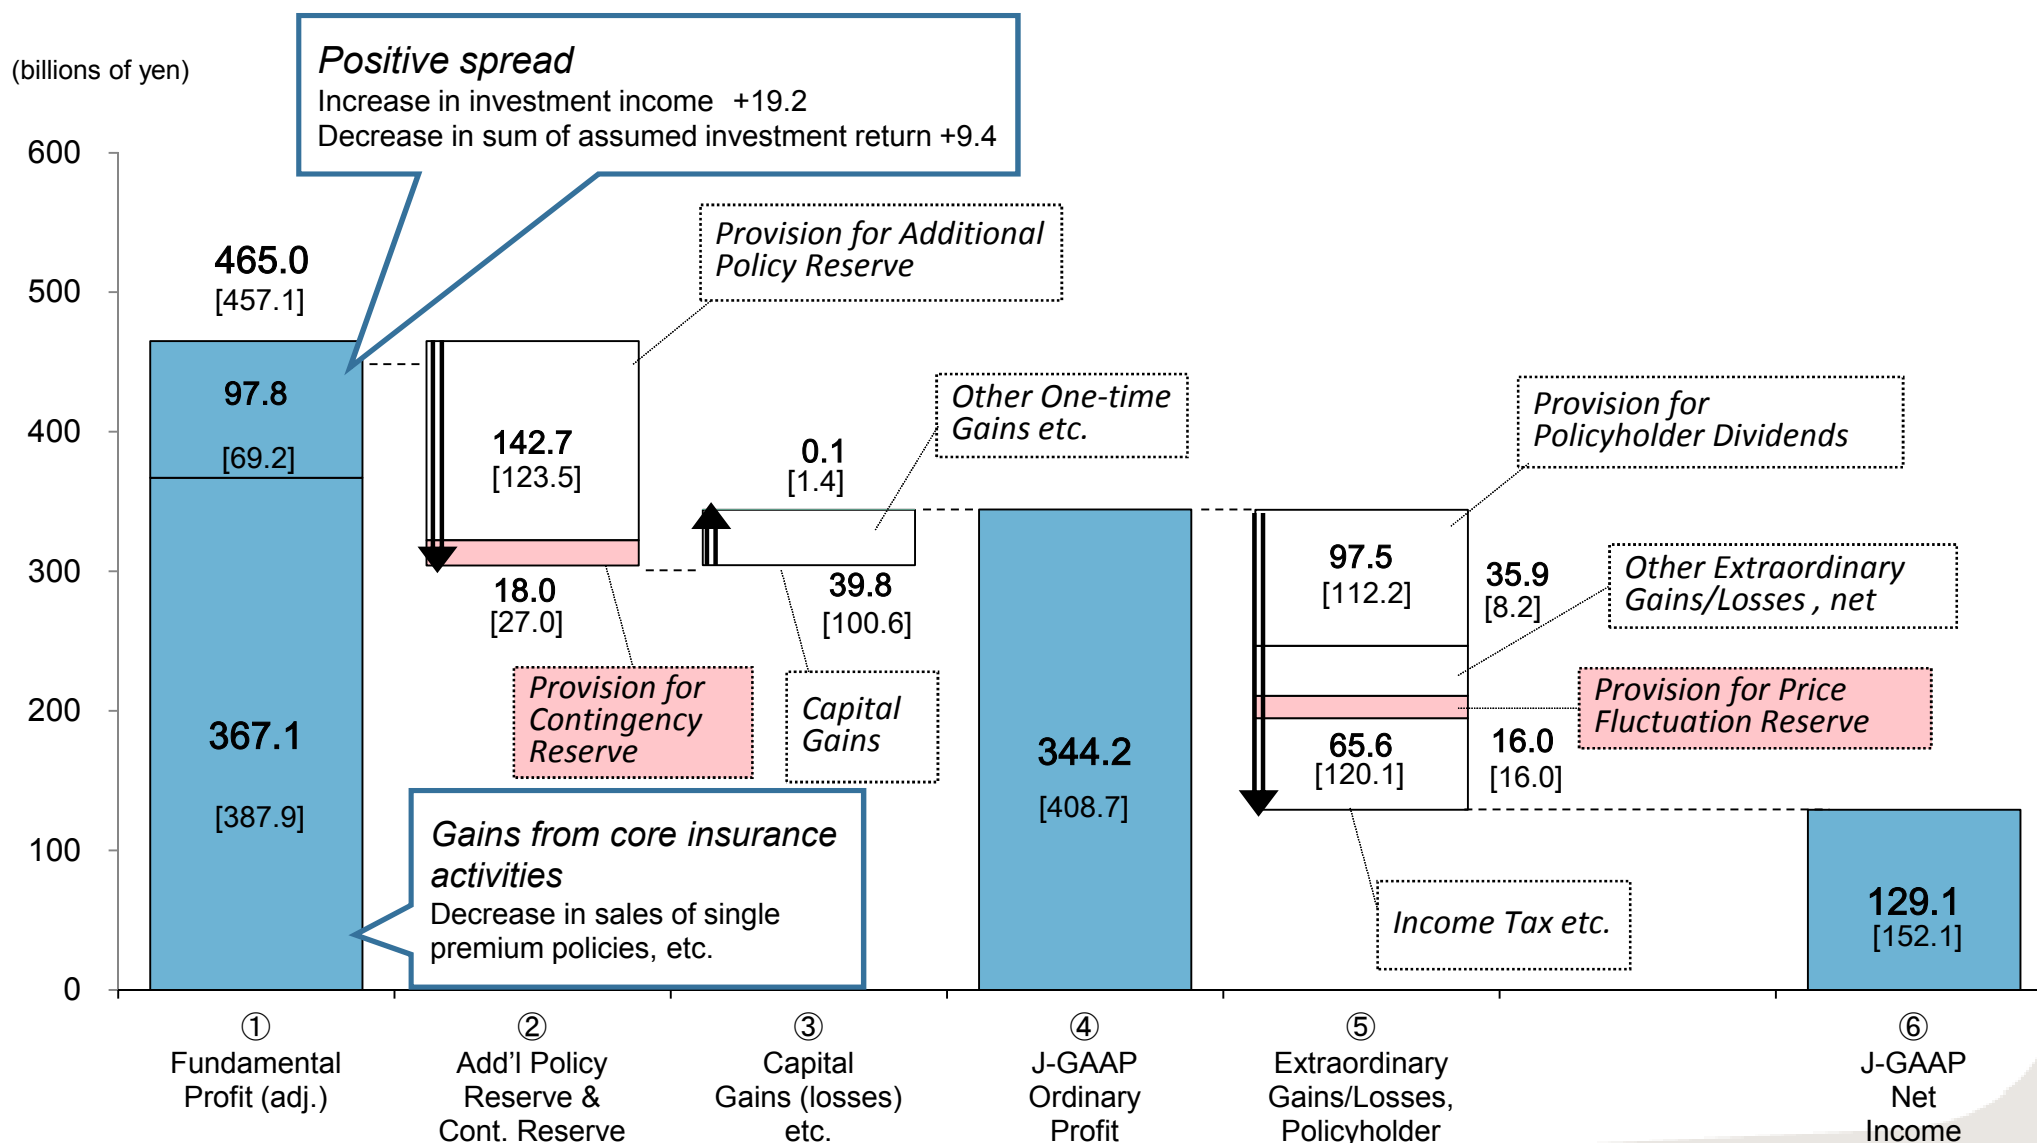 (billions of yen)
Positive spread
Increase in investment income +19.2
Decrease in sum of assumed investment return +9.4
600
500
400
300
200
100
0
465.0
[457.1]
97.8
[69.2]
367.1
[387.9]
Gains from core insurance
activities
Decrease in sales of single
premium policies, etc.
Provision for Additional
Policy Reserve
142.7
[123.5]
18.0
[27.0]
Provision for
Contingency
Reserve
Other One-time
Gains etc.
0.1
[1.4]
39.8
[100.6]
Capital
Gains
344.2
[408.7]
Provision for
Policyholder Dividends
97.5
[112.2]
35.9
[8.2]
Other Extraordinary
Gains/Losses , net
Provision for Price
Fluctuation Reserve
65.6
[120.1]
16.0
[16.0]
Income Tax etc.
129.1
[152.1]
①
Fundamental
Profit (adj.)
②
Add’l Policy
Reserve &
Cont. Reserve
③
Capital
Gains (losses)
etc.
④
J-GAAP
Ordinary
Profit
⑤
Extraordinary
Gains/Losses,
Policyholder
⑥
J-GAAP
Net
Income